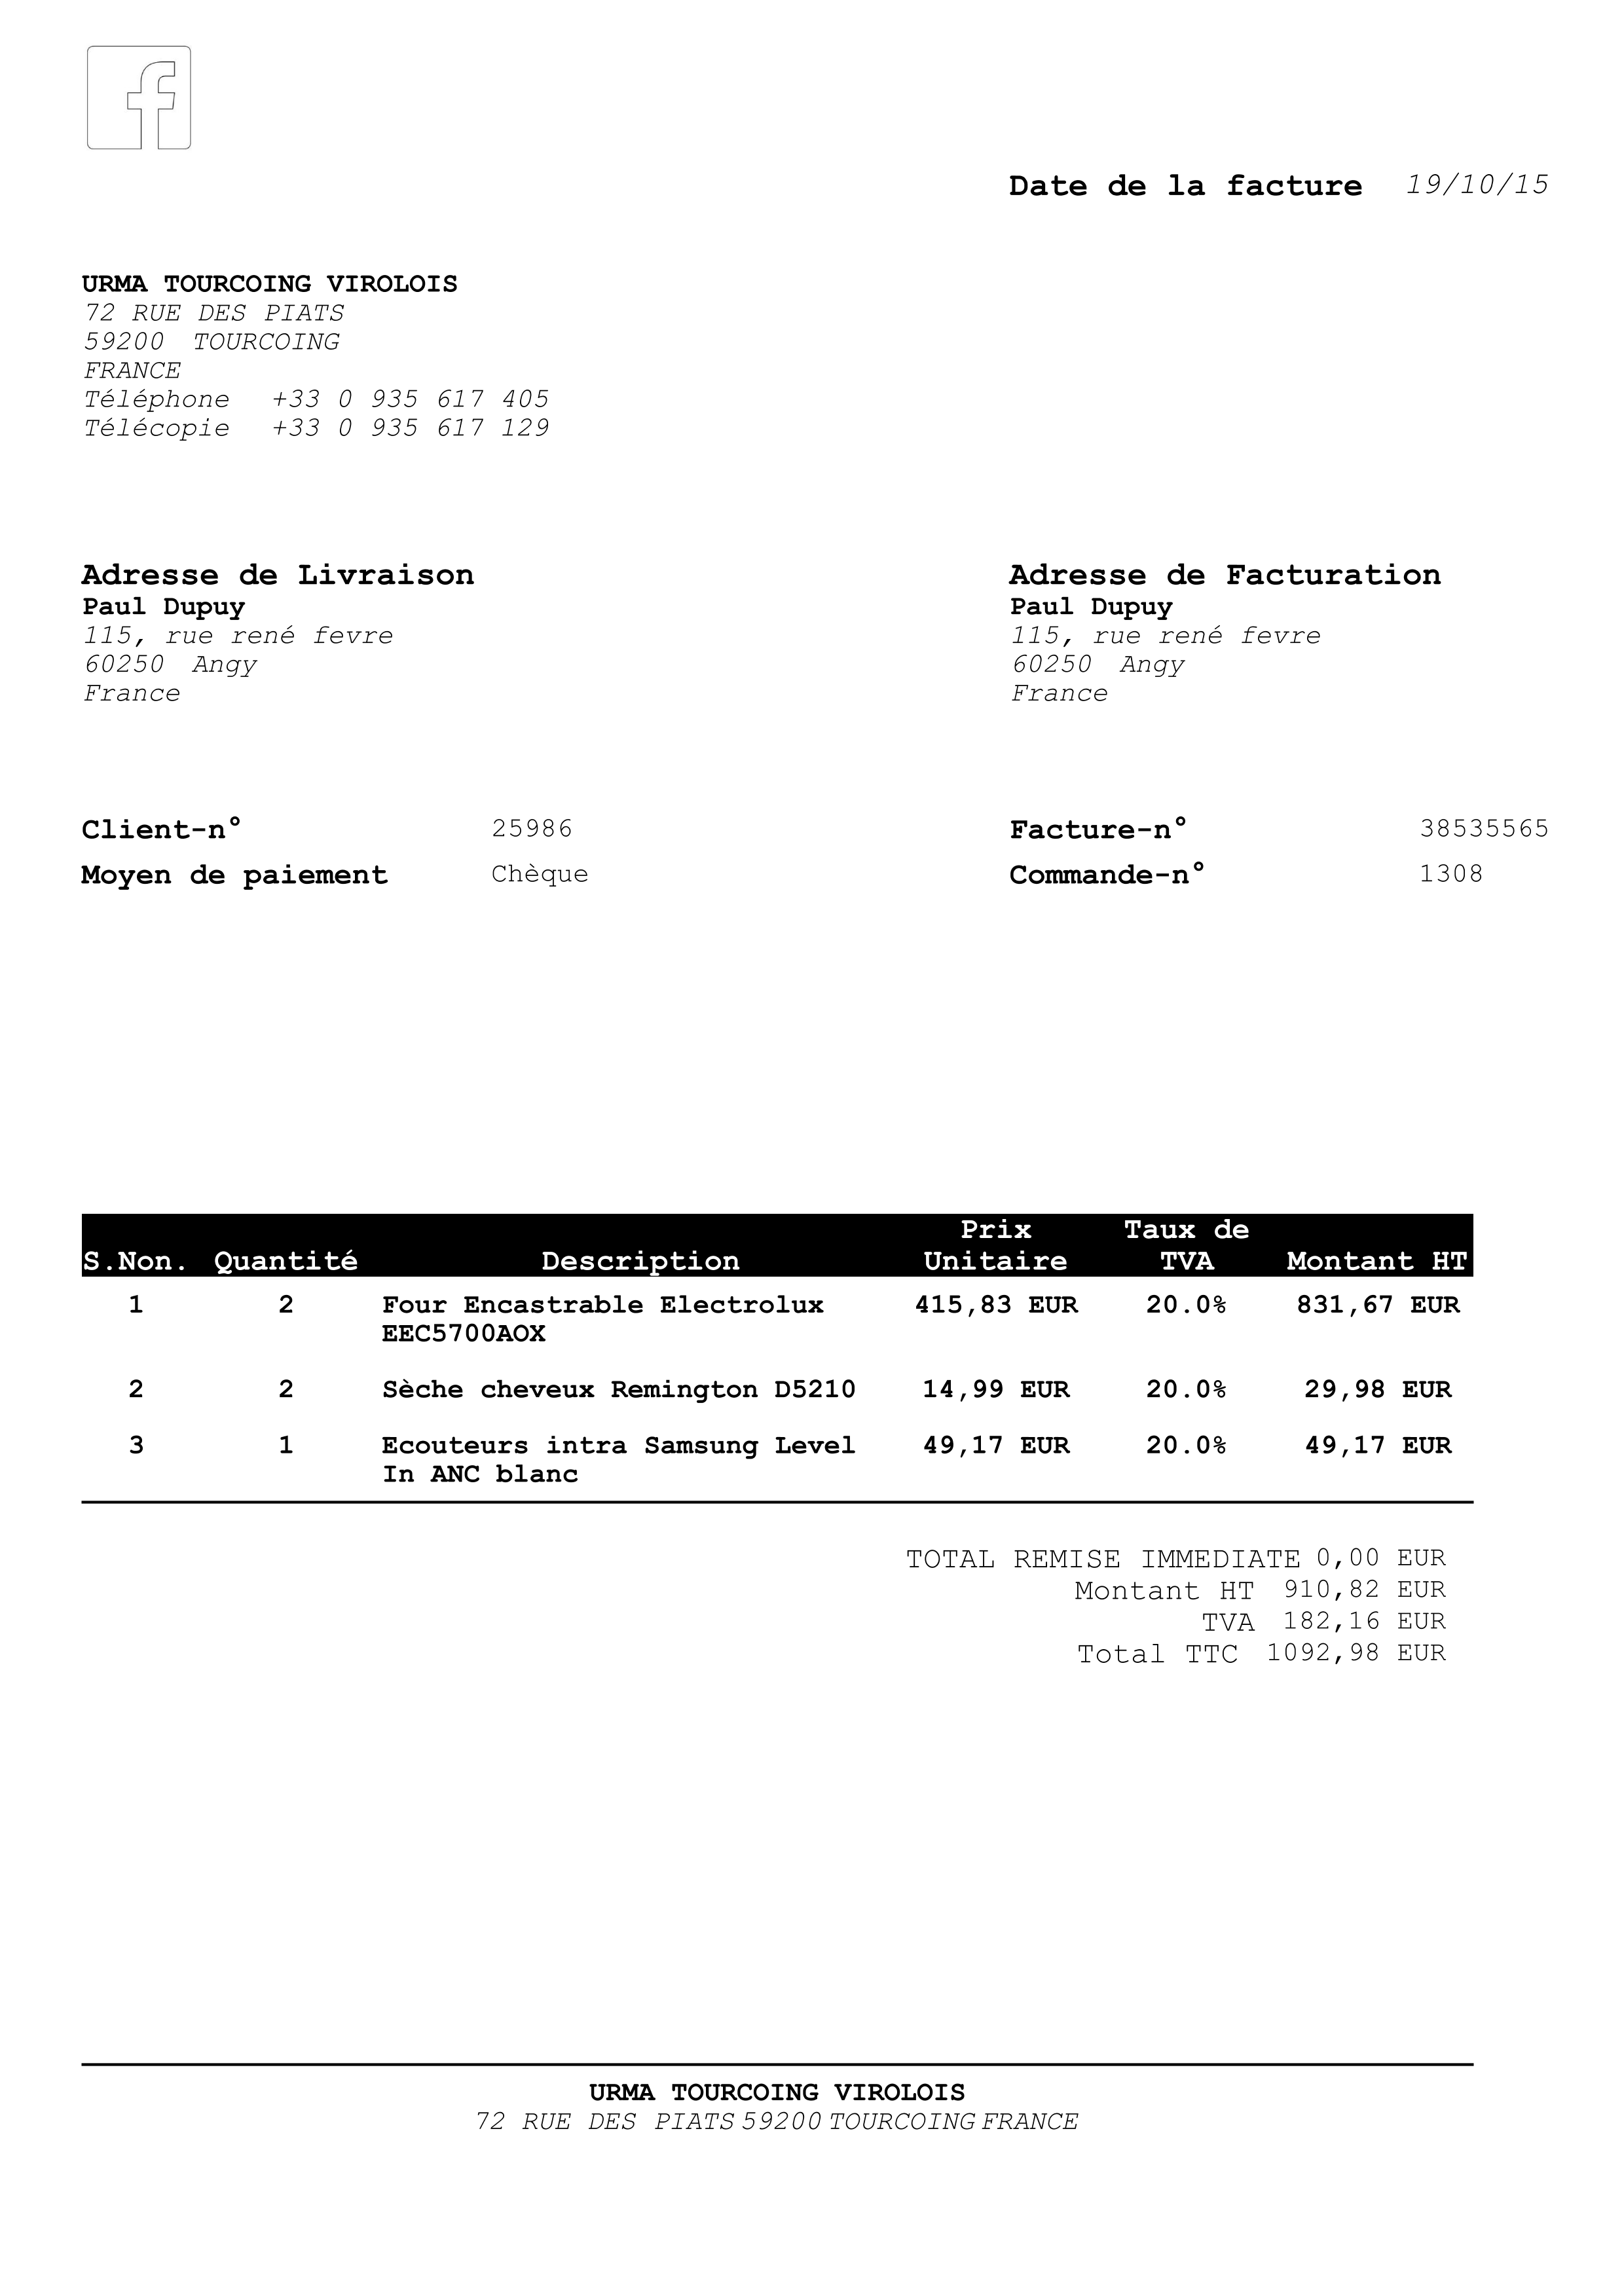 Date de la facture 19/10/15
URMA TOURCOING VIROLOIS
72 RUE DES PIATS
59200 TOURCOING
FRANCE
Téléphone +33 0 935 617 405
Télécopie +33 0 935 617 129
Adresse de Livraison
Paul Dupuy
115, rue rené fevre
60250 Angy
France
Adresse de Facturation
Paul Dupuy
115, rue rené fevre
60250 Angy
France
Client-n° 25986
Moyen de paiement Chèque
Facture-n° 38535565
Commande-n° 1308
Prix Taux de
S.Non. Quantité Description Unitaire TVA Montant HT
1 2 Four Encastrable Electrolux 415,83 EUR 20.0% 831,67 EUR
EEC5700AOX
2 2 Sèche cheveux Remington D5210 14,99 EUR 20.0% 29,98 EUR
3 1 Ecouteurs intra Samsung Level 49,17 EUR 20.0% 49,17 EUR
In ANC blanc
TOTAL REMISE IMMEDIATE 0,00 EUR
Montant HT 910,82 EUR
TVA 182,16 EUR
Total TTC 1092,98 EUR
URMA TOURCOING VIROLOIS
72 RUE DES PIATS 59200 TOURCOING FRANCE